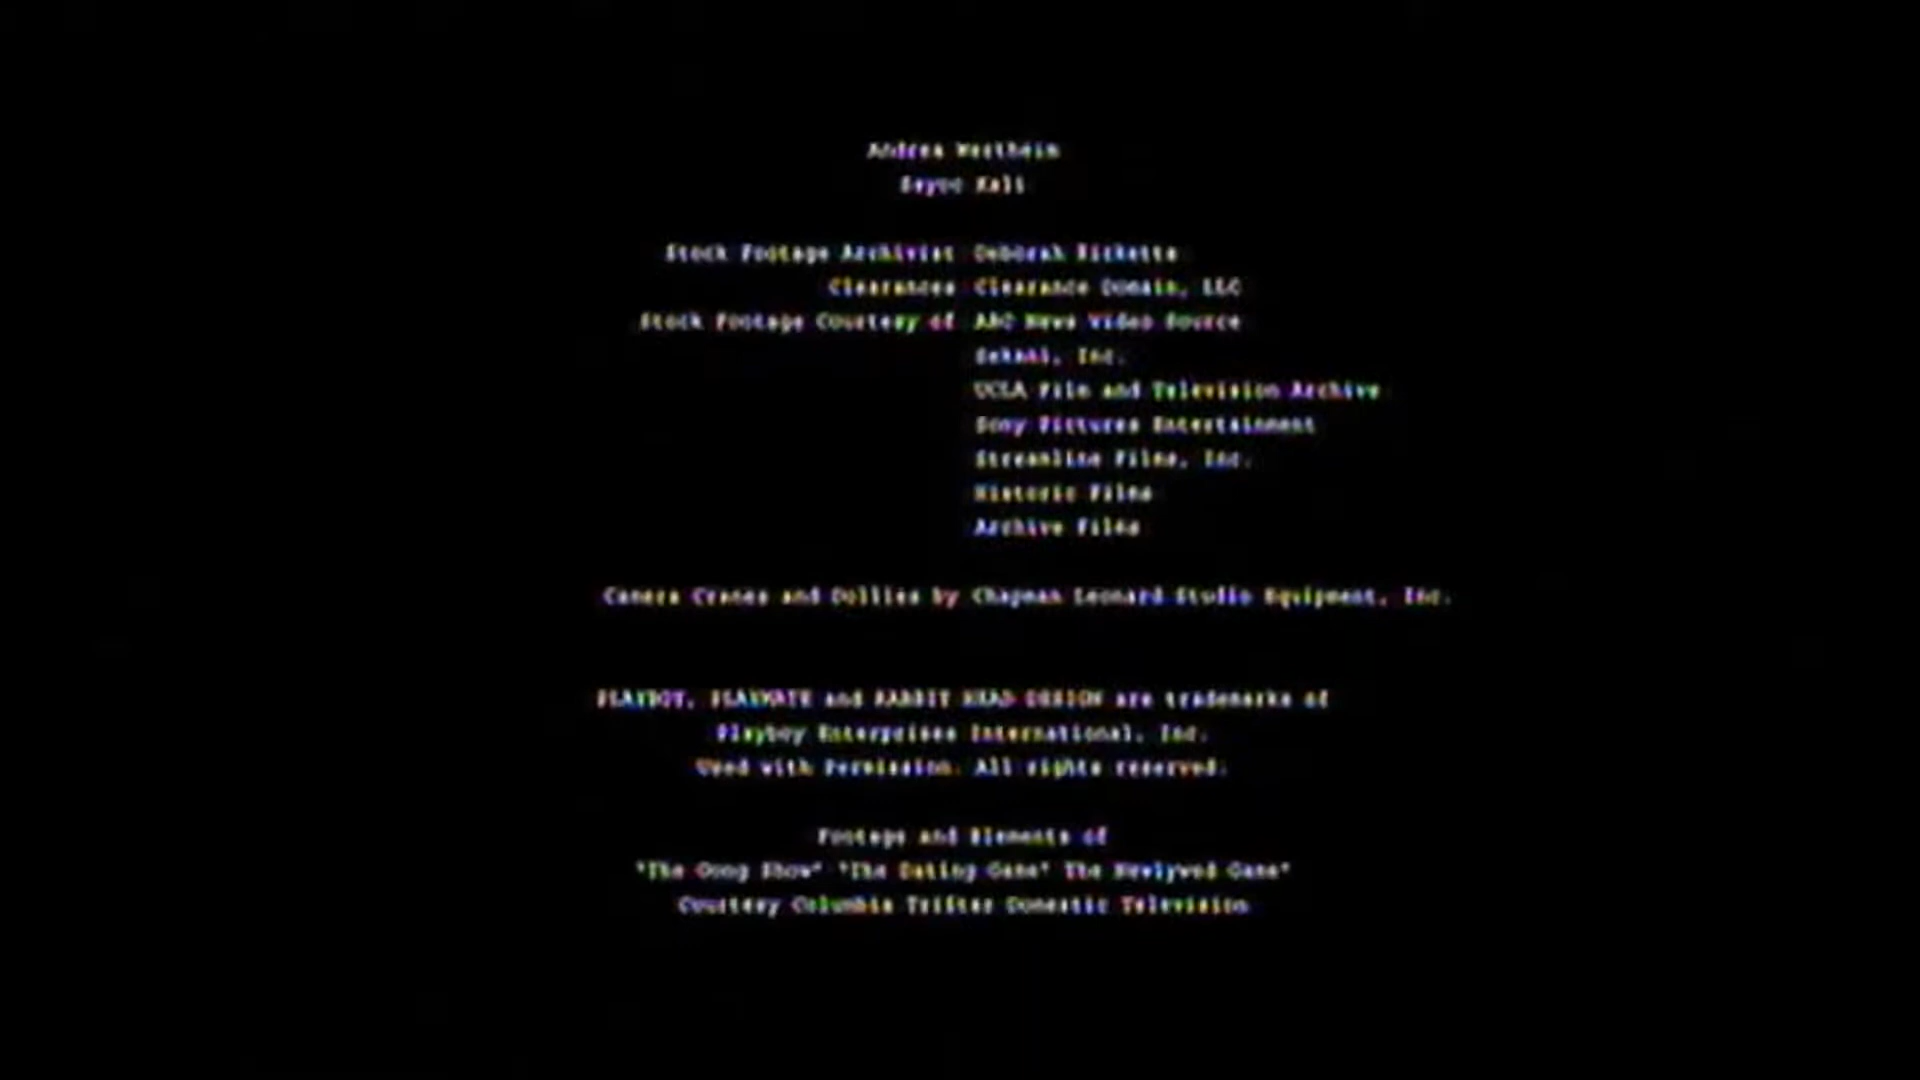 Andrea Wertheim
Sayoc Kali
Stock Footage Archivist Deborah Ricketts
Clearances Clearance Domain, LLC
Stock Footage Courtesy of ABC News Video Source
Sekani, Inc.
UCLA Film and Television Archive
Sony Pictures Entertainment
Streamline Films, Inc.
Historic Films
Archive Films
Camera Cranes and Dollies by Chapman Leonard Studio Equipment, Inc.
PLAYBOY, PLAYMATE and RABBIT HEAD DESIGN are trademarks of
Playboy Enterprises International, Inc.
Used with Permission. All rights reserved.
Footage and Elements of
"The Gong Show" "The Dating Game" The Newlywed Game"
Courtesy Columbia TriStar Domestic Television